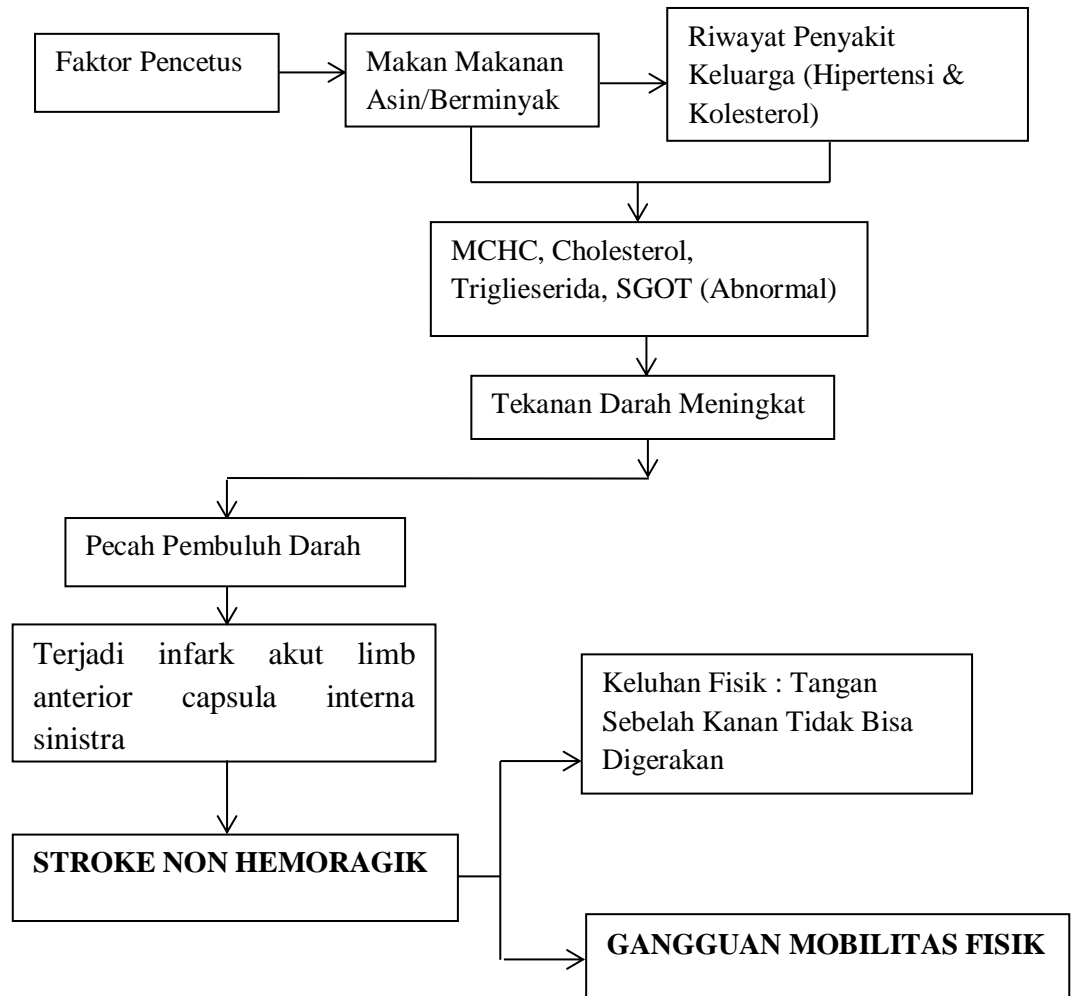 Faktor Pencetus
Makan Makanan
Asin/Berminyak
Riwayat Penyakit
Keluarga (Hipertensi &
Kolesterol)
MCHC, Cholesterol,
Triglieserida, SGOT (Abnormal)
Tekanan Darah Meningkat
Pecah Pembuluh Darah
Terjadi infark akut limb
anterior capsula interna
sinistra
Keluhan Fisik : Tangan
Sebelah Kanan Tidak Bisa
Digerakan
STROKE NON HEMORAGIK
GANGGUAN MOBILITAS FISIK